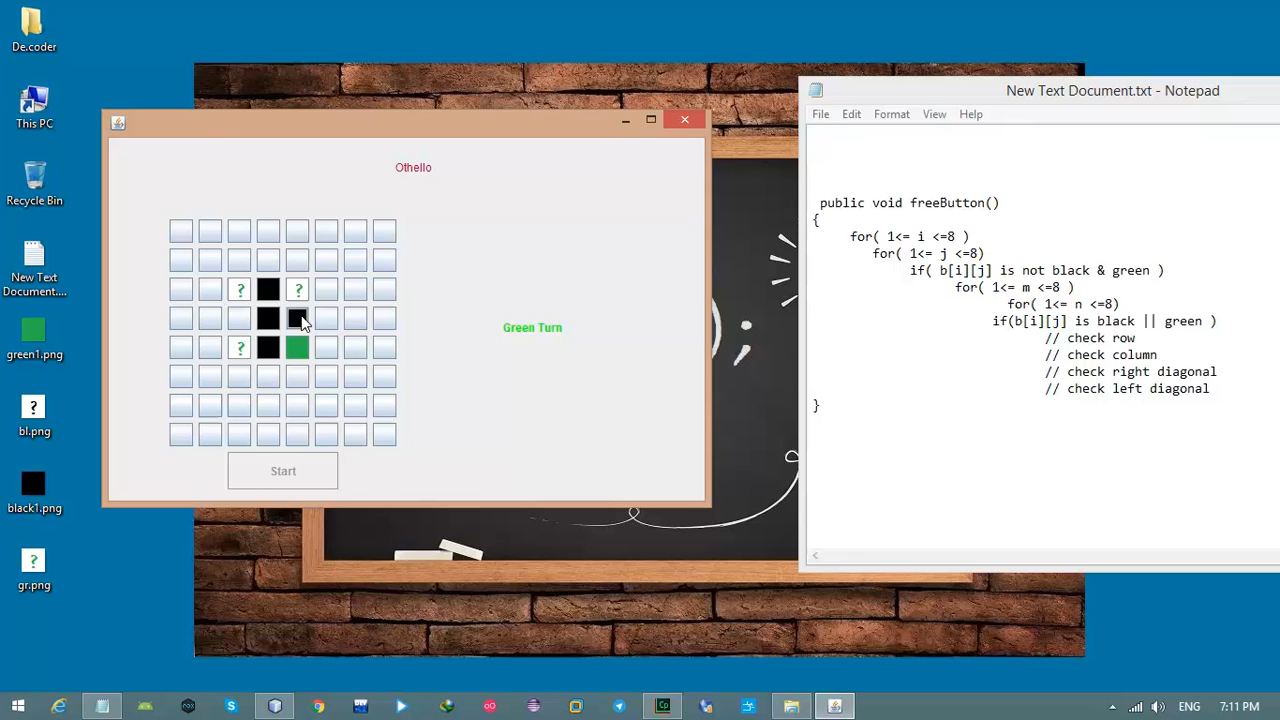 De.coder
This PC
Recycle Bin
New Text
Document....
green1.png
?
bl.png
black1.png
?
gr.png
Othello
? ?
?
Green Turn
Start
New Text Document.txt - Notepad
File Edit Format View Help
public void freeButton()
{
for( 1<= i <=8 )
for( 1<= j <=8)
if( b[i][j] is not black & green )
for( 1<= m <=8 )
for( 1<= n <=8)
if(b[i][j] is black || green )
// check row
// check column
// check right diagonal
// check left diagonal
}
);
ENG 7:11 PM